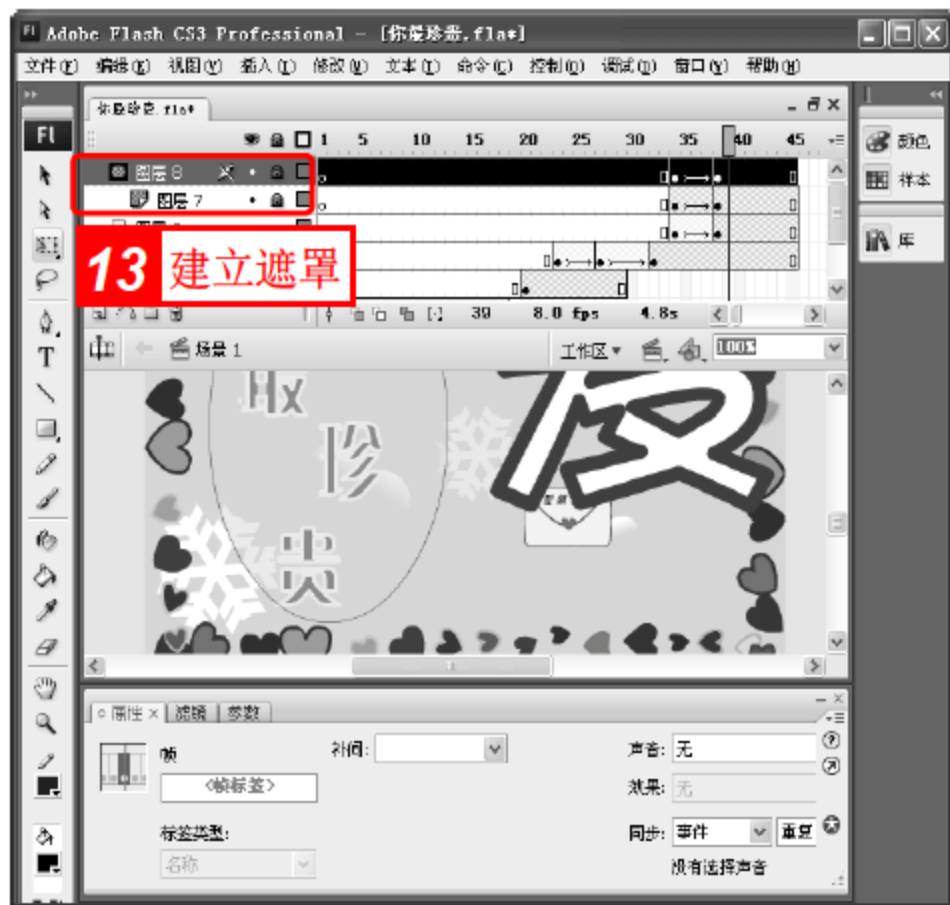 Adobe Flash CS3 Professional - [你最珍贵.fla*]
文件(F) 编辑(E) 视图(V) 插入(I) 修改(M) 文本(T) 命令(C) 控制(O) 调试(D) 窗口(W) 帮助(H)
你最珍贵.fla*
Fl
1 5 10 15 20 25 30 35 40 45
图层 8
图层 7
13 建立遮罩
39 8.0 fps 4.8s
场景 1
工作区
100%
珍
贵
属性 × 滤镜 参数
帧
<帧标签>
标签类型:
名称
补间:
声音: 无
效果: 无
同步: 事件 重复
没有选择声音
颜色
样本
库